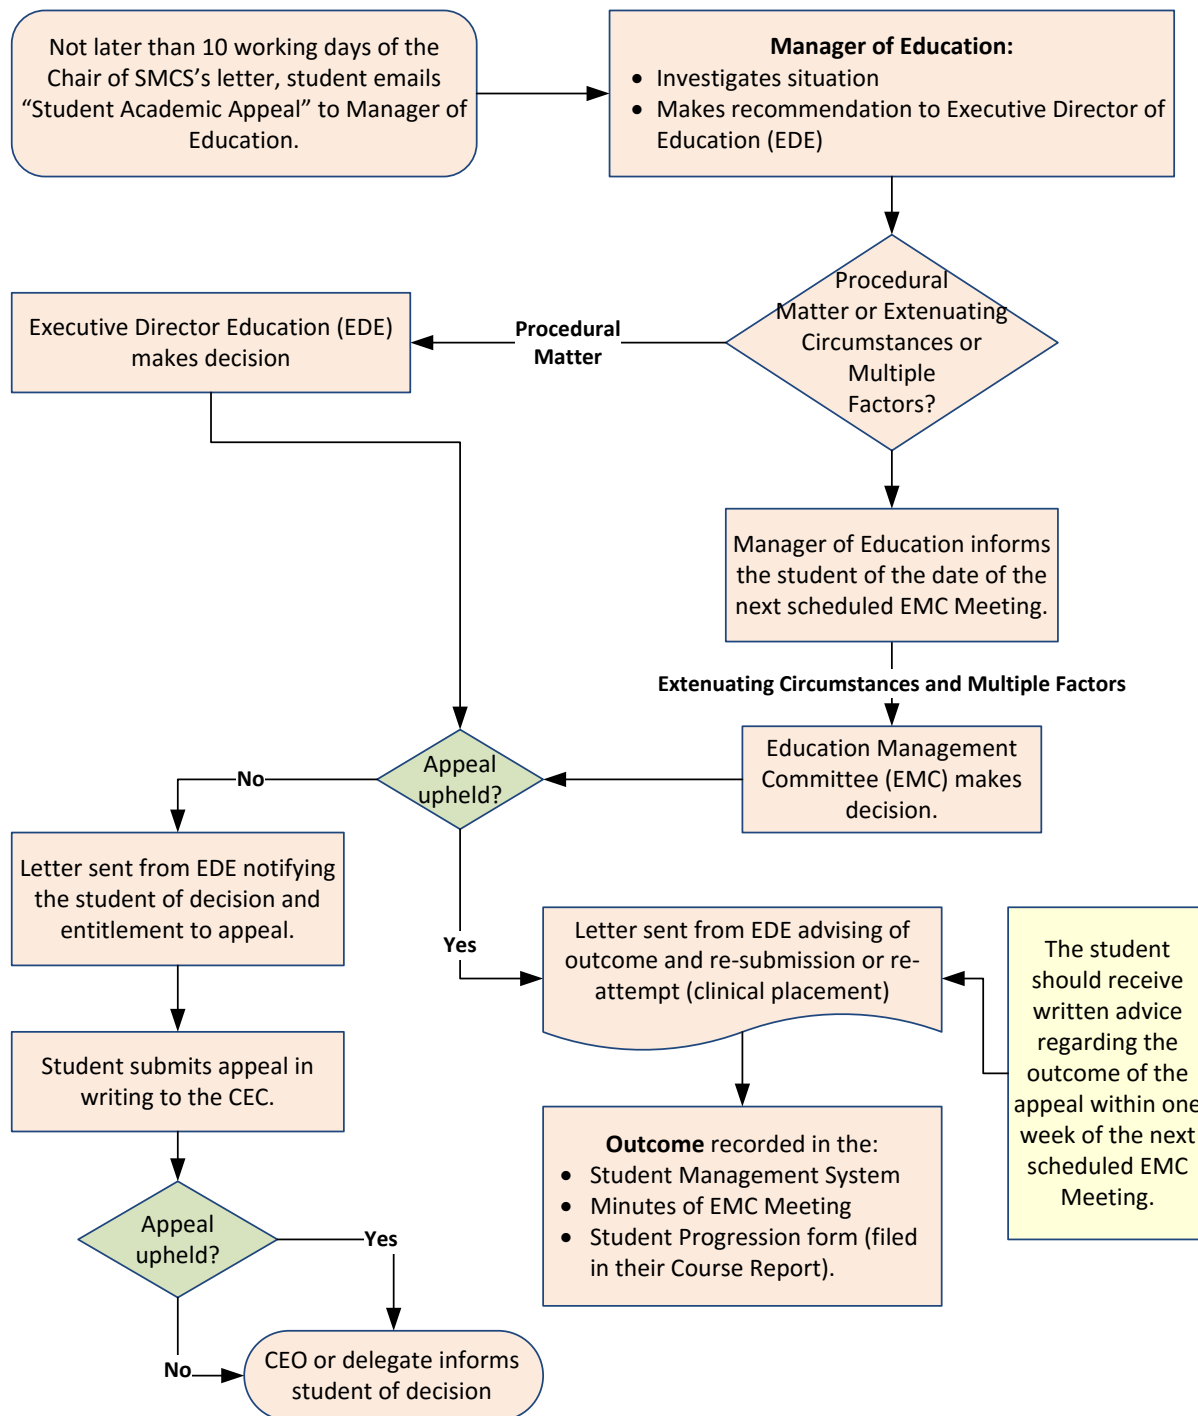 Not later than 10 working days of the
Chair of SMCS’s letter, student emails
“Student Academic Appeal” to Manager of
Education.
Manager of Education:
• Investigates situation
• Makes recommendation to Executive Director of
Education (EDE)
Procedural
Matter or Extenuating
Circumstances or
Multiple
Factors?
Procedural
Matter
Executive Director Education (EDE)
makes decision
Manager of Education informs
the student of the date of the
next scheduled EMC Meeting.
Extenuating Circumstances and Multiple Factors
Education Management
Committee (EMC) makes
decision.
Appeal
upheld?
No
Letter sent from EDE notifying
the student of decision and
entitlement to appeal.
Yes
Letter sent from EDE advising of
outcome and re-submission or re-
attempt (clinical placement)
The student
should receive
written advice
regarding the
outcome of the
appeal within one
week of the next
scheduled EMC
Meeting.
Student submits appeal in
writing to the CEC.
Outcome recorded in the:
• Student Management System
• Minutes of EMC Meeting
• Student Progression form (filed
in their Course Report).
Appeal
upheld?
Yes
No
CEO or delegate informs
student of decision